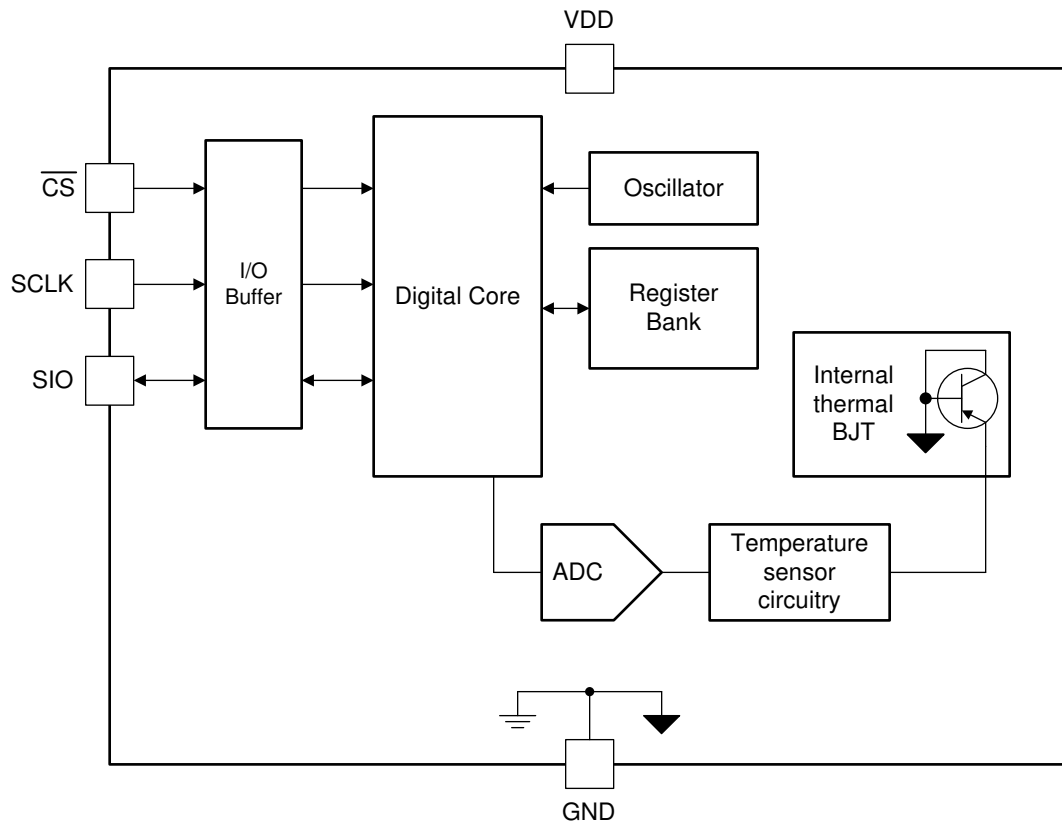 VDD
CS
SCLK
SIO
I/O
Buffer
Digital Core
Oscillator
Register
Bank
Internal
thermal
BJT
ADC
Temperature
sensor
circuitry
GND